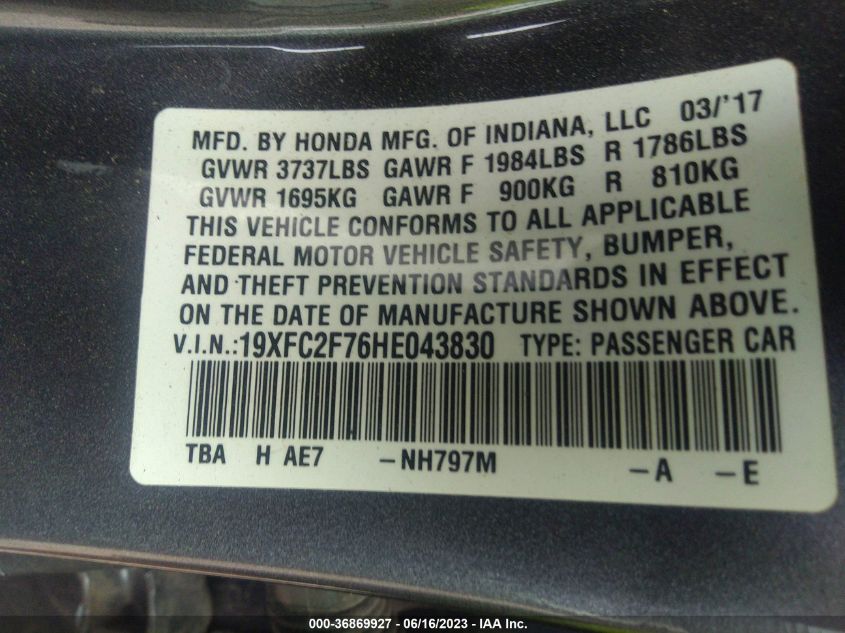 MFD. BY HONDA MFG. OF INDIANA, LLC 03/'17
GVWR 3737LBS GAWR F 1984LBS R 1786LBS
GVWR 1695KG GAWR F 900KG R 810KG
THIS VEHICLE CONFORMS TO ALL APPLICABLE
FEDERAL MOTOR VEHICLE SAFETY, BUMPER,
AND THEFT PREVENTION STANDARDS IN EFFECT
ON THE DATE OF MANUFACTURE SHOWN ABOVE.
V.I.N.:19XFC2F76HE043830 TYPE: PASSENGER CAR
TBA H AE7 –NH797M –A –E
000-36869927 - 06/16/2023 - IAA Inc.